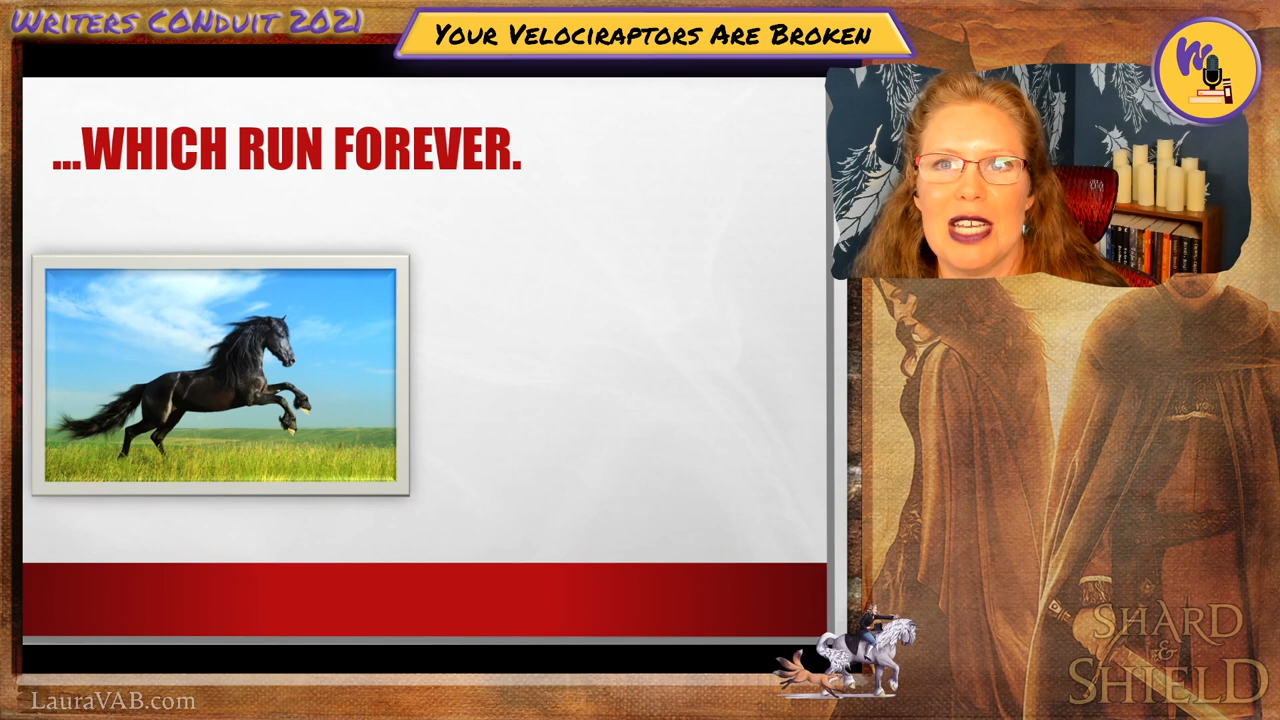 Writers CONduit 2021
Your Velociraptors Are Broken
W
...WHICH RUN FOREVER.
SHARD
&
SHIELD
LauraVAB.com